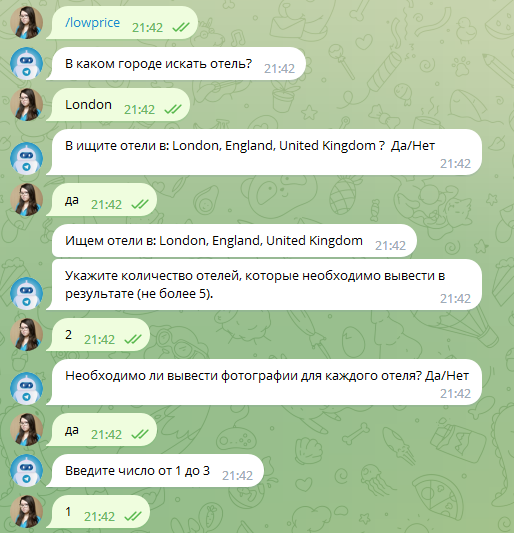 /lowprice 21:42
В каком городе искать отель? 21:42
London 21:42
В ищите отели в: London, England, United Kingdom ? Да/Нет
21:42
да 21:42
Ищем отели в: London, England, United Kingdom 21:42
Укажите количество отелей, которые необходимо вывести в
результате (не более 5). 21:42
2 21:42
Необходимо ли вывести фотографии для каждого отеля? Да/Нет
21:42
да 21:42
Введите число от 1 до 3 21:42
1 21:42